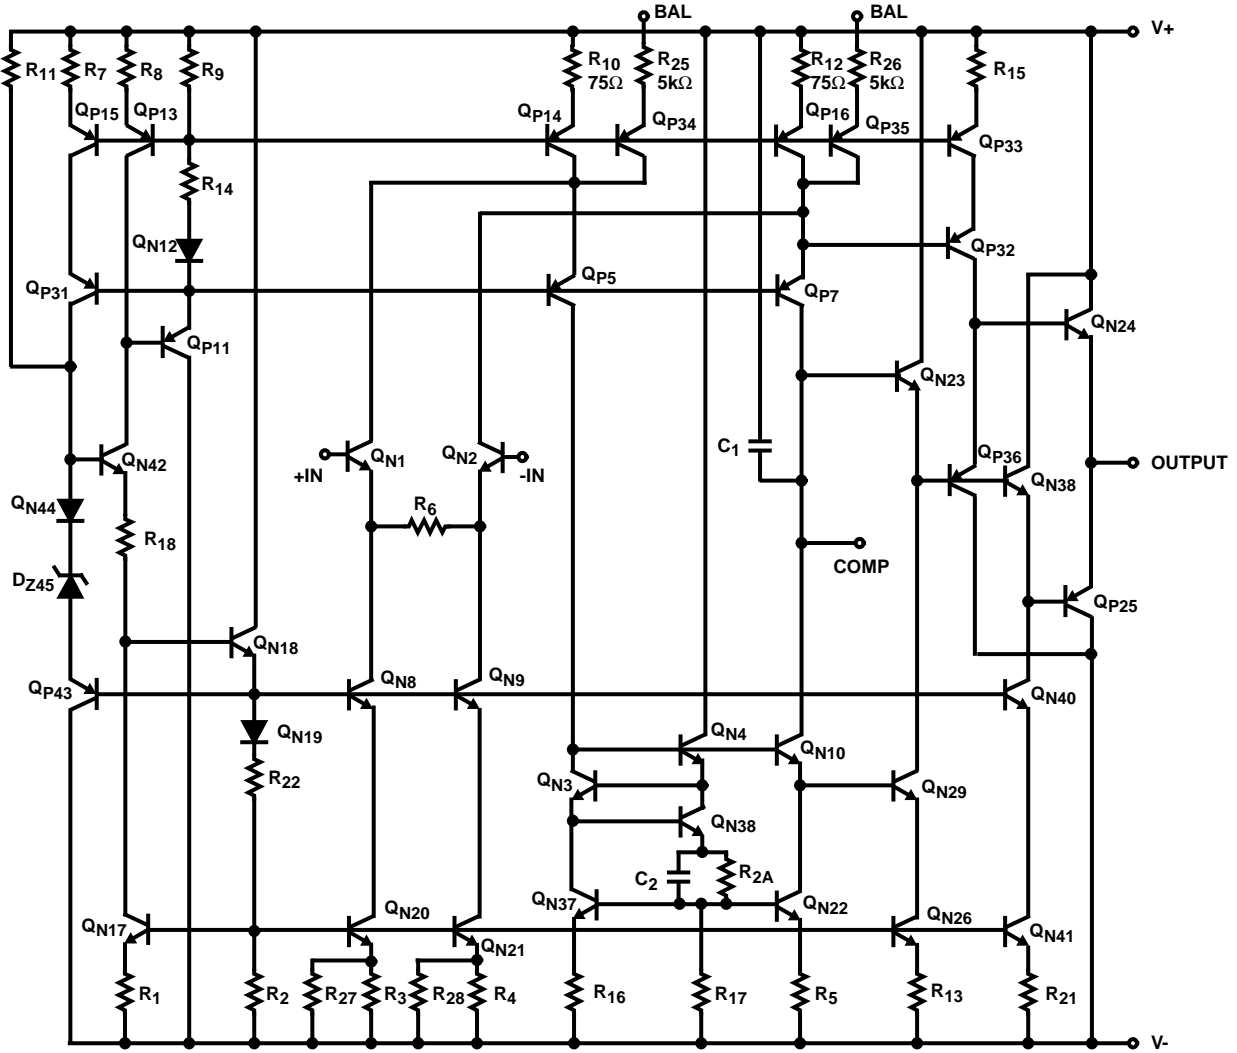 BAL
BAL
V+
R11
R7
R8
R9
R10
75Ω
R25
5kΩ
R12
75Ω
R26
5kΩ
R15
QP15
QP13
QP14
QP34
QP16
QP35
QP33
R14
QN12
QP32
QP31
QP5
QP7
QP11
QN24
QN23
QN42
+IN
QN1
QN2
-IN
C1
QP36
QN38
OUTPUT
QN44
R18
R6
COMP
DZ45
QP25
QN18
QP43
QN8
QN9
QN40
QN19
R22
QN4
QN10
QN3
QN29
QN38
C2
R2A
QN37
QN22
QN17
QN20
QN21
QN26
QN41
R1
R2
R27
R3
R28
R4
R16
R17
R5
R13
R21
V-